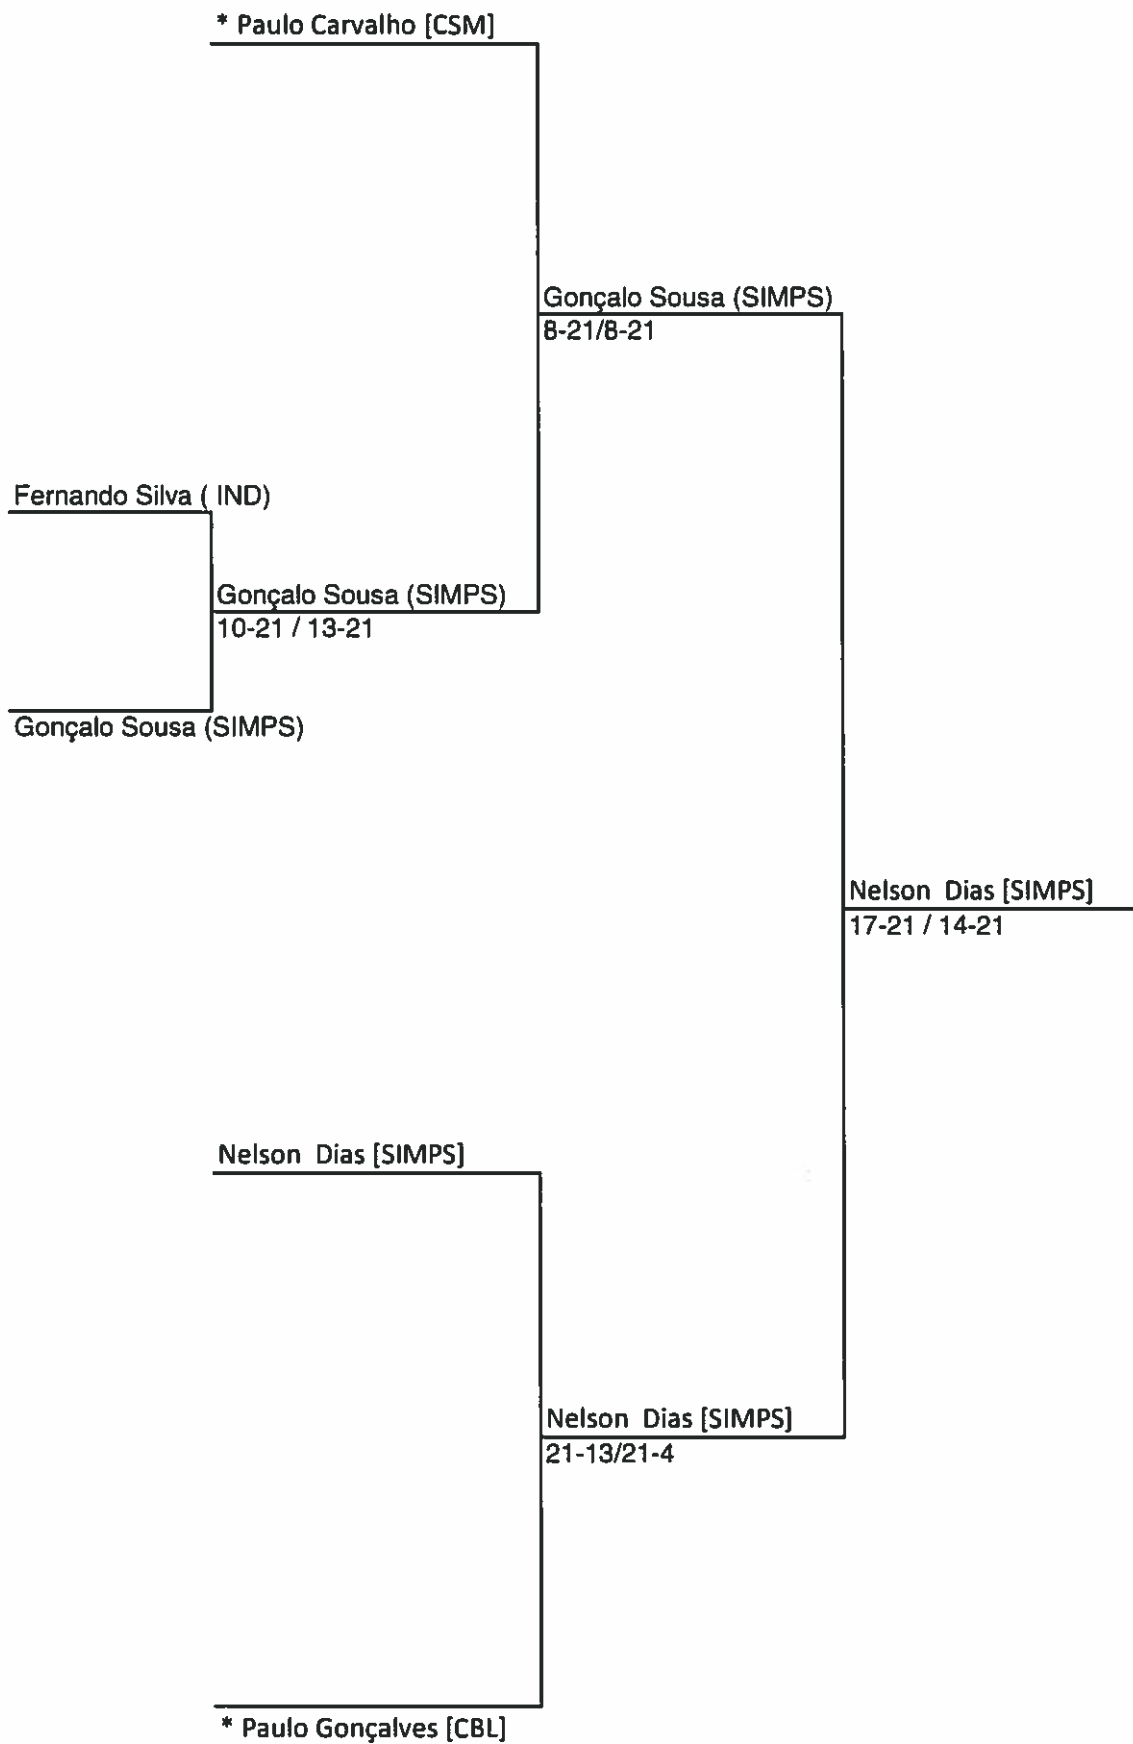 * Paulo Carvalho [CSM]
Gonçalo Sousa (SIMPS)
8-21/8-21
Fernando Silva ( IND)
Gonçalo Sousa (SIMPS)
10-21 / 13-21
Gonçalo Sousa (SIMPS)
Nelson Dias [SIMPS]
17-21 / 14-21
Nelson Dias [SIMPS]
Nelson Dias [SIMPS]
21-13/21-4
* Paulo Gonçalves [CBL]